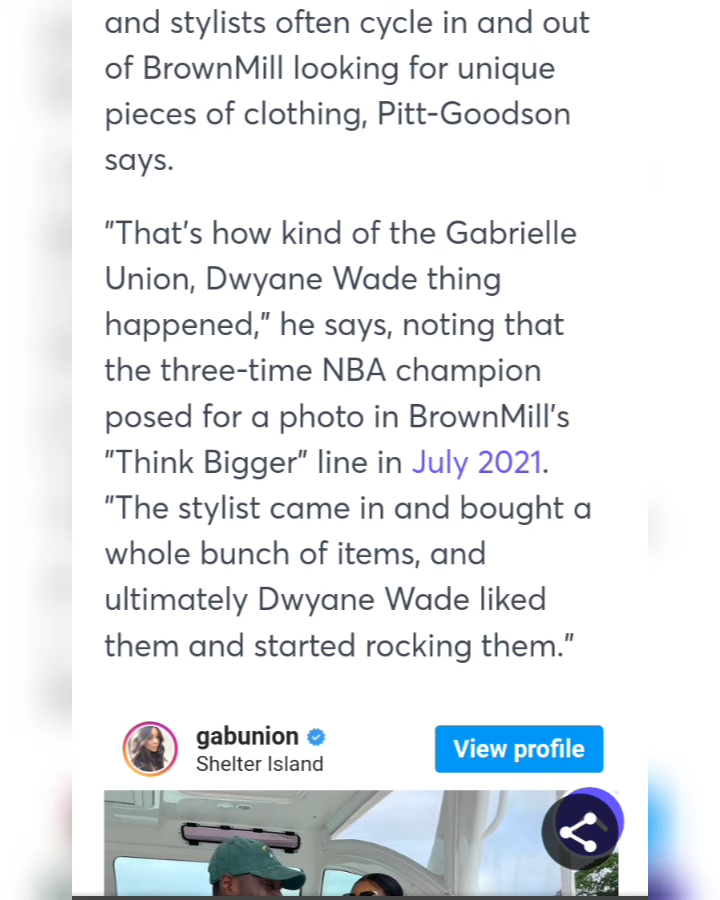 and stylists often cycle in and out
of BrownMill looking for unique
pieces of clothing, Pitt-Goodson
says.
"That's how kind of the Gabrielle
Union, Dwyane Wade thing
happened," he says, noting that
the three-time NBA champion
posed for a photo in BrownMill's
"Think Bigger" line in July 2021.
"The stylist came in and bought a
whole bunch of items, and
ultimately Dwyane Wade liked
them and started rocking them."
gabunion
Shelter Island
View profile